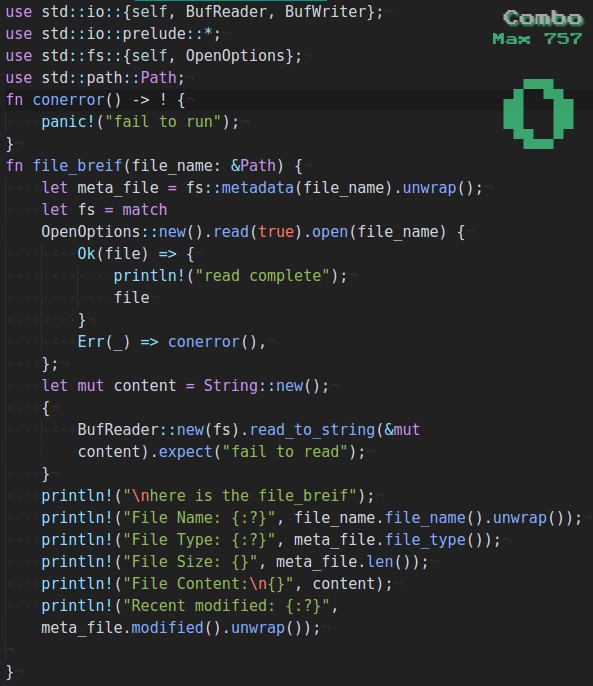 use std::io::{self, BufReader, BufWriter};
use std::io::prelude::*;
use std::fs::{self, OpenOptions};
use std::path::Path;
fn conerror() -> ! {
    panic!("fail to run");
}
fn file_breif(file_name: &Path) {
    let meta_file = fs::metadata(file_name).unwrap();
    let fs = match
    OpenOptions::new().read(true).open(file_name) {
        Ok(file) => {
            println!("read complete");
            file
        }
        Err(_) => conerror(),
    };
    let mut content = String::new();
    {
        BufReader::new(fs).read_to_string(&mut
        content).expect("fail to read");
    }
    println!("\nhere is the file_breif");
    println!("File Name: {:?}", file_name.file_name().unwrap());
    println!("File Type: {:?}", meta_file.file_type());
    println!("File Size: {}", meta_file.len());
    println!("File Content:\n{}", content);
    println!("Recent modified: {:?}",
    meta_file.modified().unwrap());
}
Combo
Max 757
0